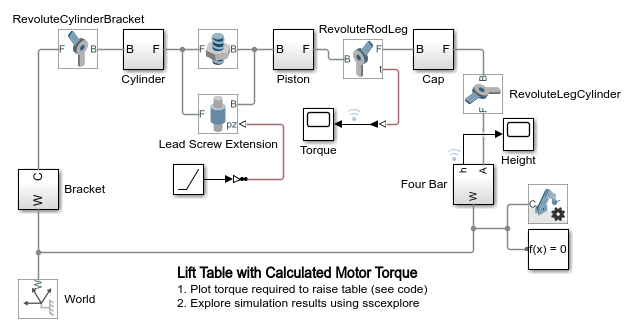 RevoluteCylinderBracket
RevoluteRodLeg
F B
B F
F B
B F
B F t
B F
Cylinder
Piston
Cap
B F
RevoluteLegCylinder
F B pz
Lead Screw Extension
Torque
Height
C W
Bracket
Four Bar
h A W
C
f(x) = 0
W
World
Lift Table with Calculated Motor Torque
1. Plot torque required to raise table (see code)
2. Explore simulation results using sscexplore